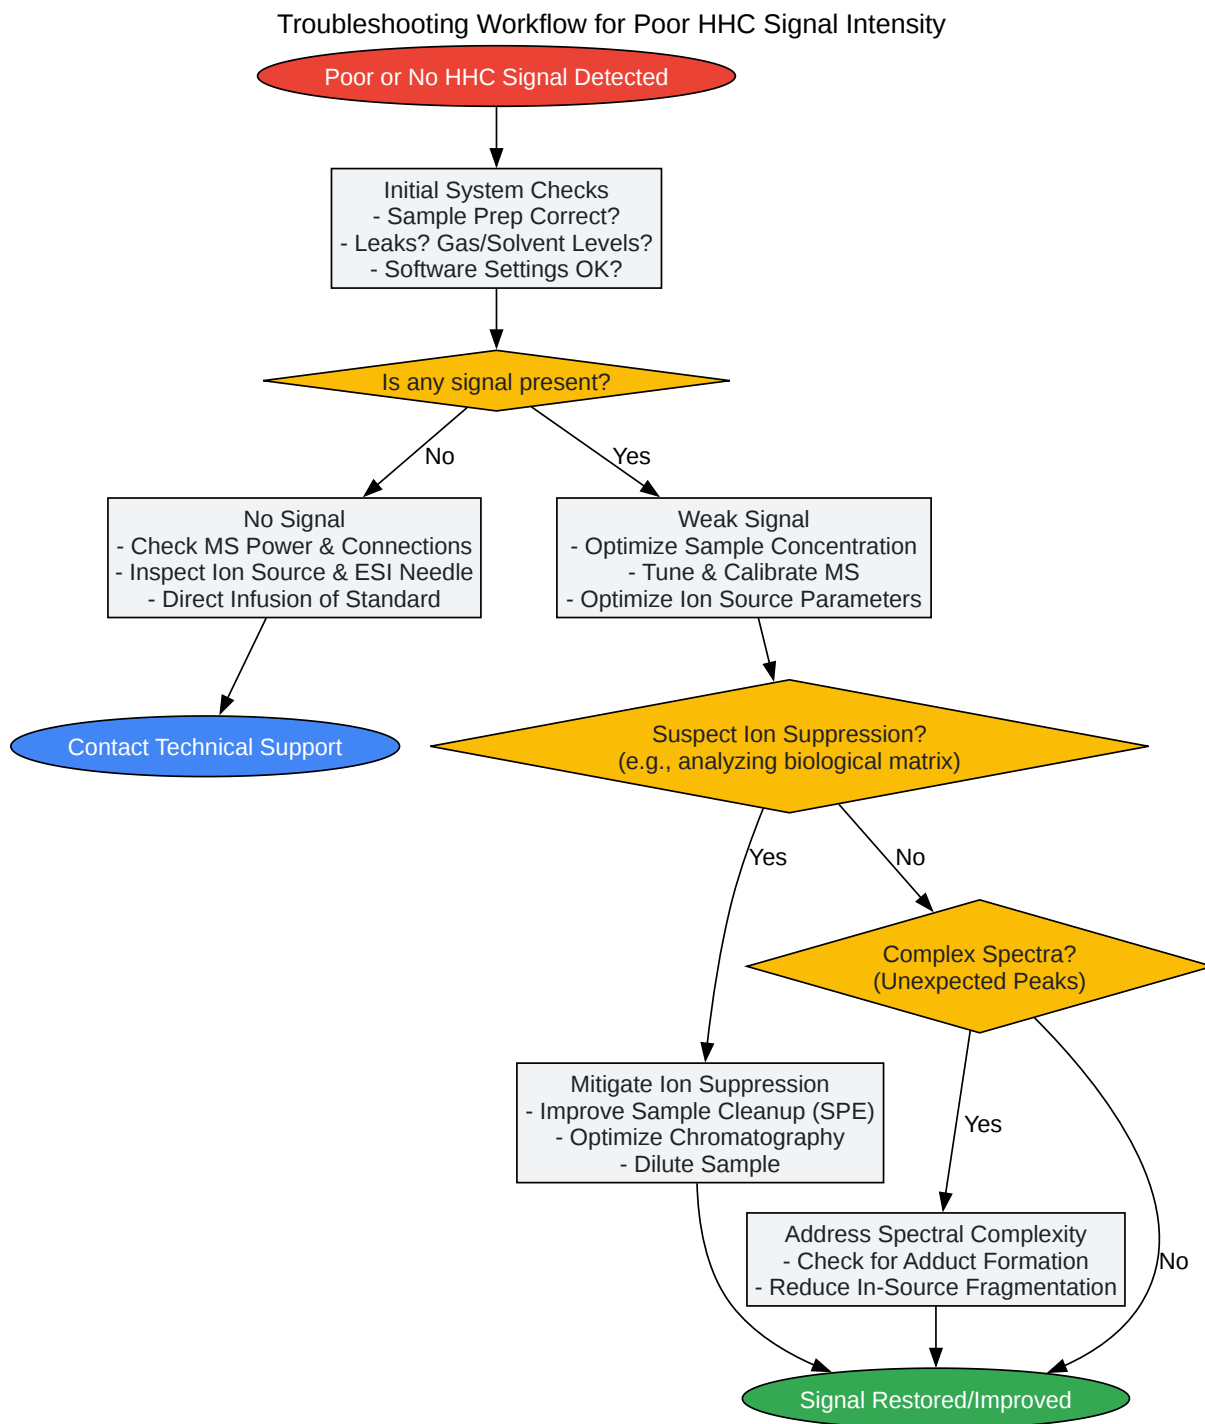 Troubleshooting Workflow for Poor HHC Signal Intensity
Poor or No HHC Signal Detected
Initial System Checks
- Sample Prep Correct?
- Leaks? Gas/Solvent Levels?
- Software Settings OK?
Is any signal present?
No
Yes
No Signal
- Check MS Power & Connections
- Inspect Ion Source & ESI Needle
- Direct Infusion of Standard
Weak Signal
- Optimize Sample Concentration
- Tune & Calibrate MS
- Optimize Ion Source Parameters
Contact Technical Support
Suspect Ion Suppression?
(e.g., analyzing biological matrix)
Yes
No
Complex Spectra?
(Unexpected Peaks)
Mitigate Ion Suppression
- Improve Sample Cleanup (SPE)
- Optimize Chromatography
- Dilute Sample
Yes
Address Spectral Complexity
- Check for Adduct Formation
- Reduce In-Source Fragmentation
No
Signal Restored/Improved